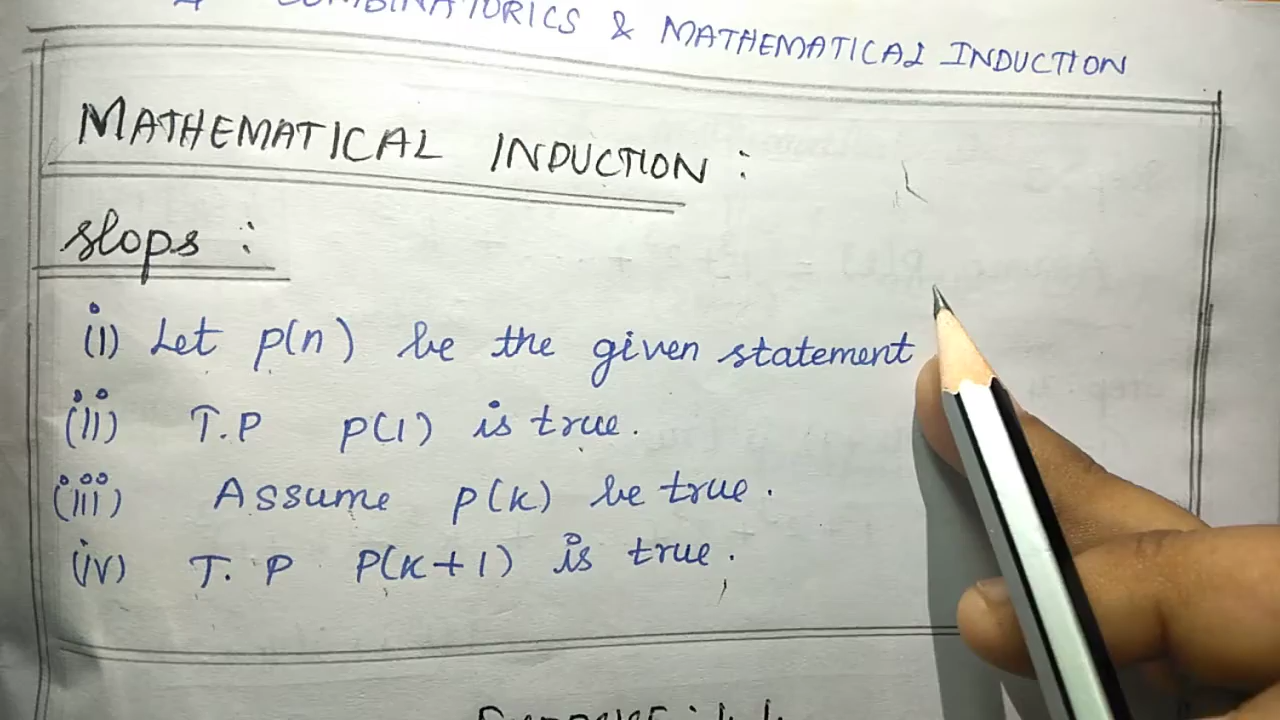 COMBINATORICS & MATHEMATICAL INDUCTION
MATHEMATICAL INDUCTION :
steps :
(i) Let p(n) be the given statement
(ii) T.P p(1) is true.
(iii) Assume p(k) be true.
(iv) T.P P(k+1) is true.